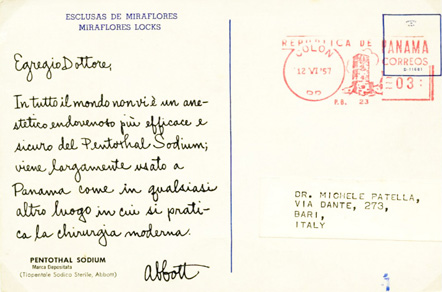 ESCLUSAS DE MIRAFLORES
MIRAFLORES LOCKS
Egregio Dottore,
In tutto il mondo non vi è un ane-
stetico endovenoso più efficace e
sicuro del Pentothal Sodium;
viene largamente usato a
Panama come in qualsiasi
altro luogo in cui si prati-
ca la chirurgia moderna.
PENTOTHAL SODIUM
Marca Depositata
(Tiopentale Sodico Sterile, Abbott)
Abbott
REPUBLICA DE PANAMA
COLON
12 VI '57
CORREOS
03
P.B. 23
DR. MICHELE PATELLA,
VIA DANTE, 273,
BARI,
ITALY